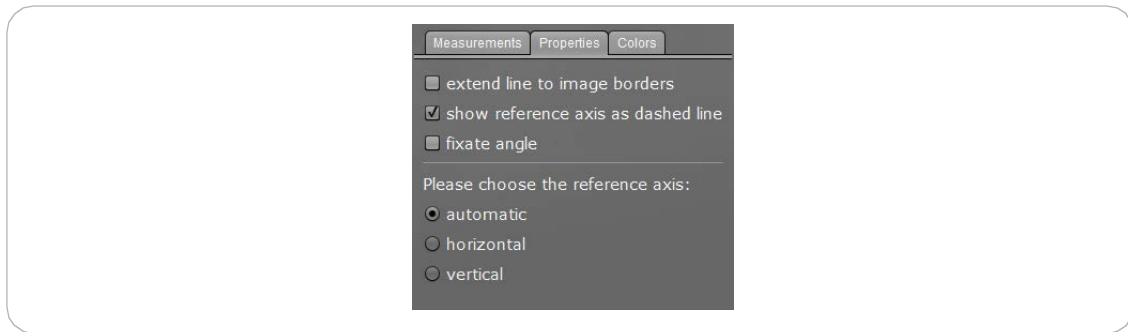 Measurements Properties Colors
extend line to image borders
show reference axis as dashed line
fixate angle
Please choose the reference axis:
automatic
horizontal
vertical